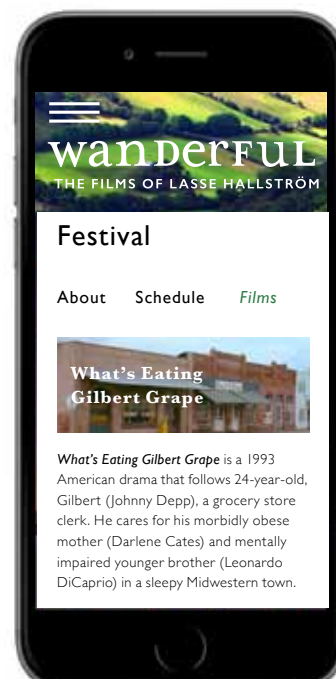 wanderful
THE FILMS OF LASSE HALLSTRÖM
Festival
About Schedule Films
What's Eating
Gilbert Grape
What's Eating Gilbert Grape is a 1993
American drama that follows 24-year-old,
Gilbert (Johnny Depp), a grocery store
clerk. He cares for his morbidly obese
mother (Darlene Cates) and mentally
impaired younger brother (Leonardo
DiCaprio) in a sleepy Midwestern town.